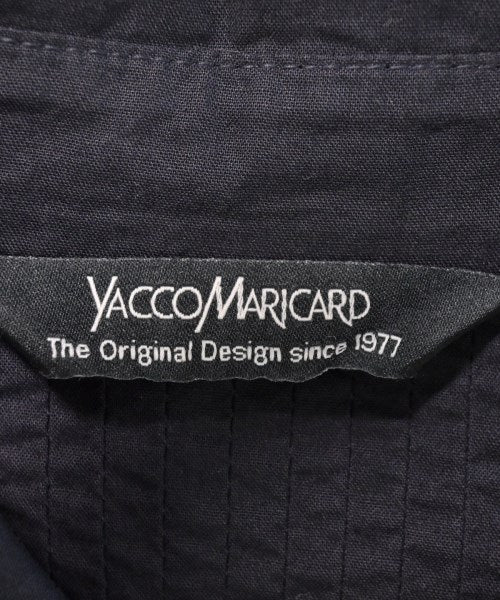 YACCOMARICARD
The Original Design since 1977